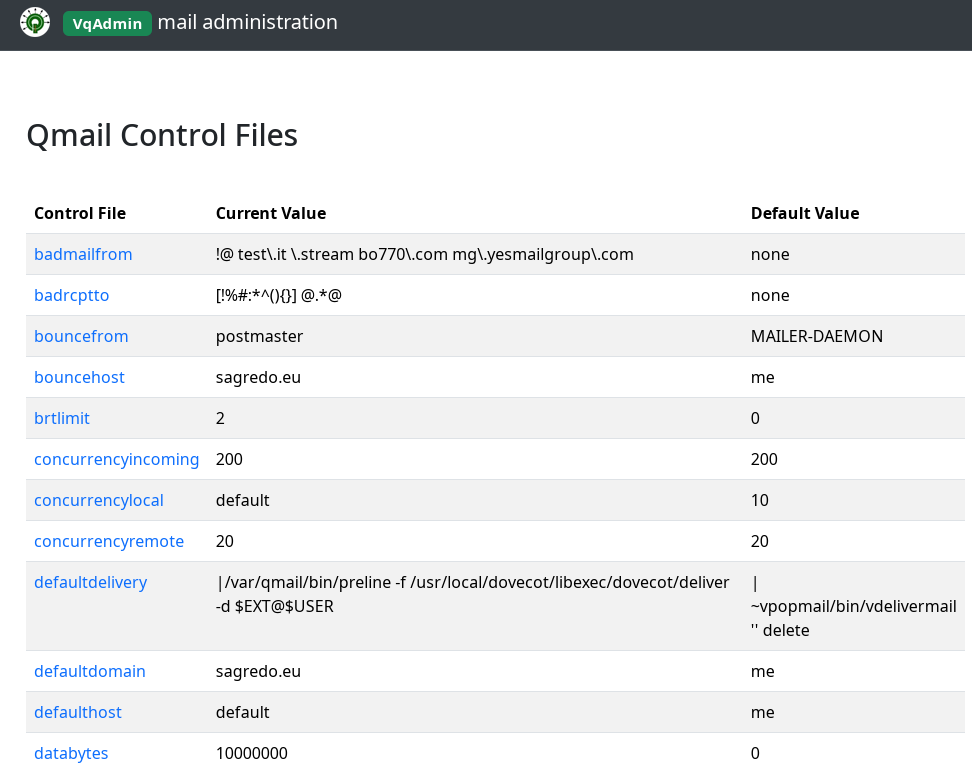 VqAdmin mail administration
Qmail Control Files
Control File Current Value Default Value
badmailfrom !@ test\.it \.stream bo770\.com mg\.yesmailgroup\.com none
badrcptto [!%#:*^(){}] @.*@ none
bouncefrom postmaster MAILER-DAEMON
bouncehost sagredo.eu me
brtlimit 2 0
concurrencyincoming 200 200
concurrencylocal default 10
concurrencyremote 20 20
defaultdelivery |/var/qmail/bin/preline -f /usr/local/dovecot/libexec/dovecot/deliver |
-d $EXT@$USER ~vpopmail/bin/vdelivermail
'' delete
defaultdomain sagredo.eu me
defaulthost default me
databytes 10000000 0